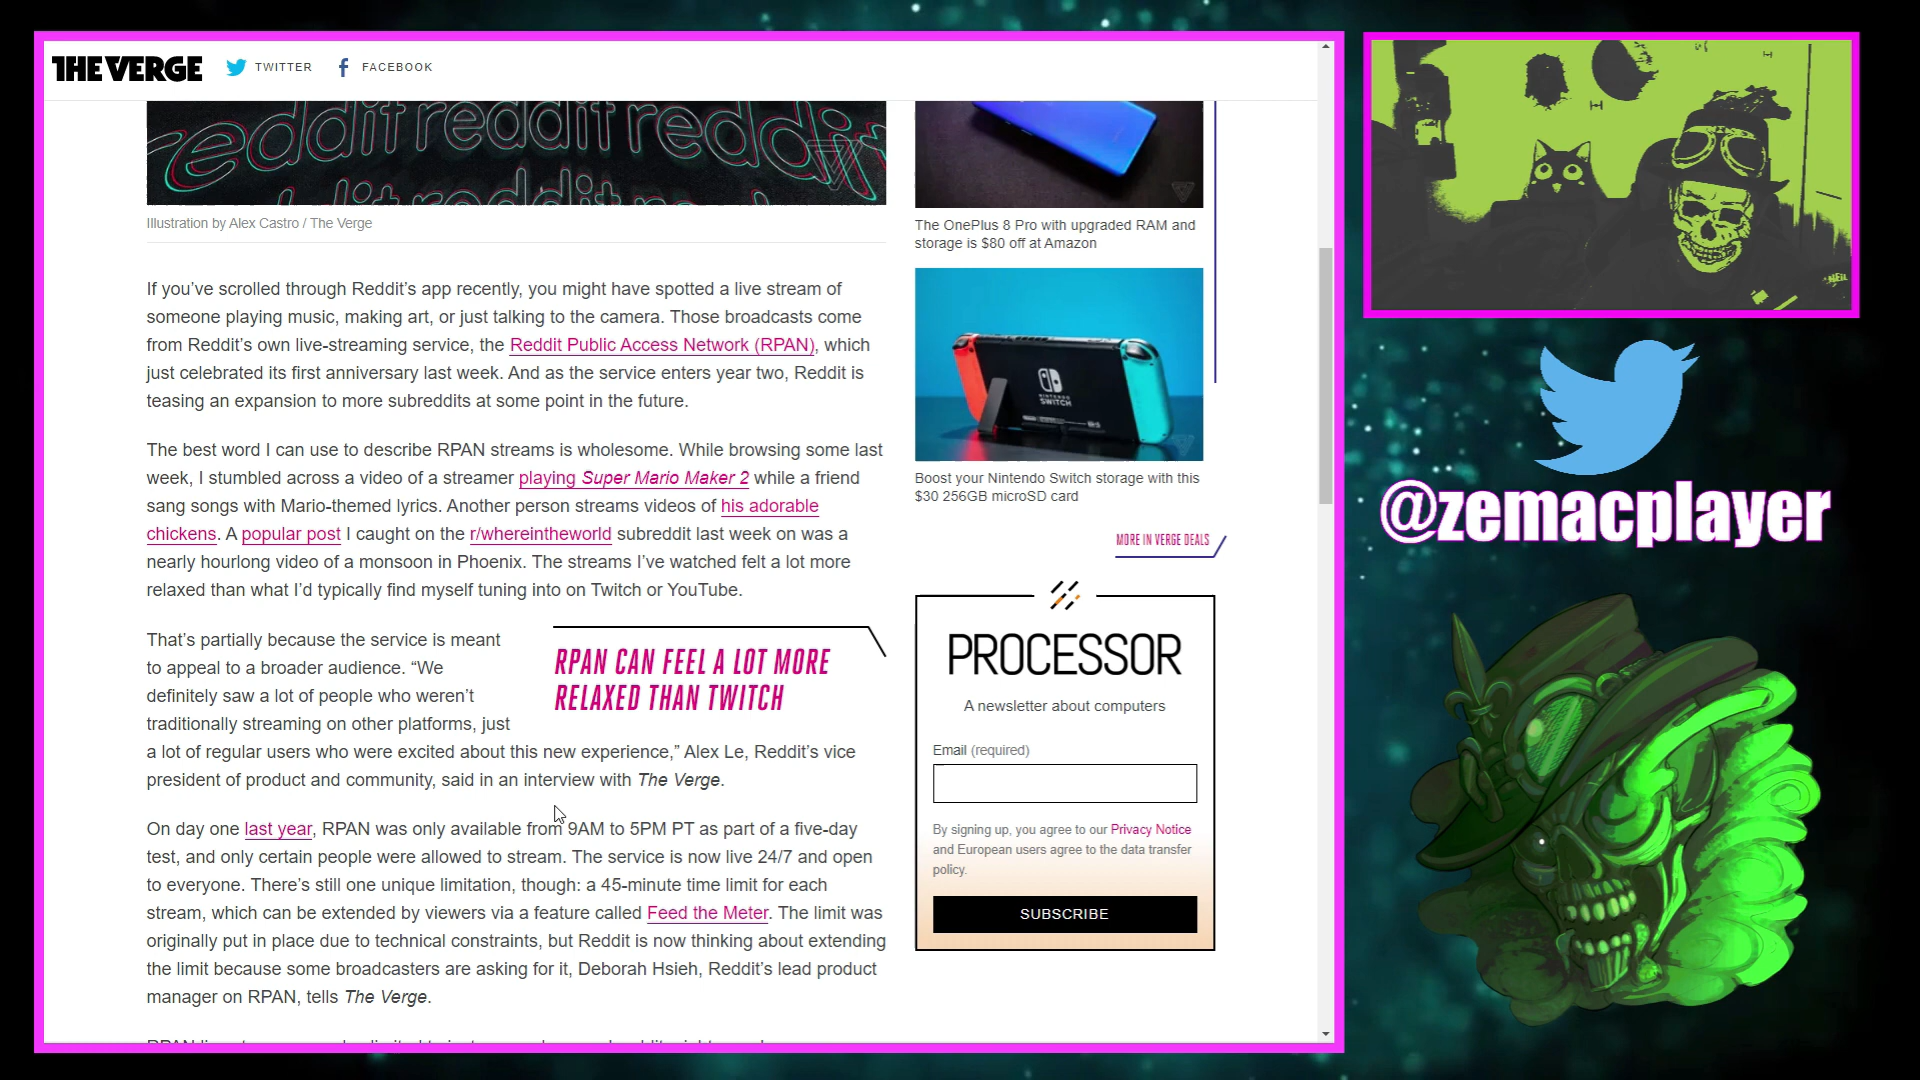 THE VERGE
TWITTER
FACEBOOK
reddit reddit reddit
Illustration by Alex Castro / The Verge
If you’ve scrolled through Reddit’s app recently, you might have spotted a live stream of
someone playing music, making art, or just talking to the camera. Those broadcasts come
from Reddit’s own live-streaming service, the Reddit Public Access Network (RPAN), which
just celebrated its first anniversary last week. And as the service enters year two, Reddit is
teasing an expansion to more subreddits at some point in the future.
The best word I can use to describe RPAN streams is wholesome. While browsing some last
week, I stumbled across a video of a streamer playing Super Mario Maker 2 while a friend
sang songs with Mario-themed lyrics. Another person streams videos of his adorable
chickens. A popular post I caught on the r/whereintheworld subreddit last week on was a
nearly hourlong video of a monsoon in Phoenix. The streams I’ve watched felt a lot more
relaxed than what I’d typically find myself tuning into on Twitch or YouTube.
That’s partially because the service is meant
to appeal to a broader audience. “We
definitely saw a lot of people who weren’t
traditionally streaming on other platforms, just
a lot of regular users who were excited about this new experience,” Alex Le, Reddit’s vice
president of product and community, said in an interview with The Verge.
RPAN CAN FEEL A LOT MORE
RELAXED THAN TWITCH
On day one last year, RPAN was only available from 9AM to 5PM PT as part of a five-day
test, and only certain people were allowed to stream. The service is now live 24/7 and open
to everyone. There’s still one unique limitation, though: a 45-minute time limit for each
stream, which can be extended by viewers via a feature called Feed the Meter. The limit was
originally put in place due to technical constraints, but Reddit is now thinking about extending
the limit because some broadcasters are asking for it, Deborah Hsieh, Reddit’s lead product
manager on RPAN, tells The Verge.
The OnePlus 8 Pro with upgraded RAM and
storage is $80 off at Amazon
NINTENDO
SWITCH
Boost your Nintendo Switch storage with this
$30 256GB microSD card
MORE IN VERGE DEALS
PROCESSOR
A newsletter about computers
Email (required)
By signing up, you agree to our Privacy Notice
and European users agree to the data transfer
policy.
SUBSCRIBE
@zemacplayer